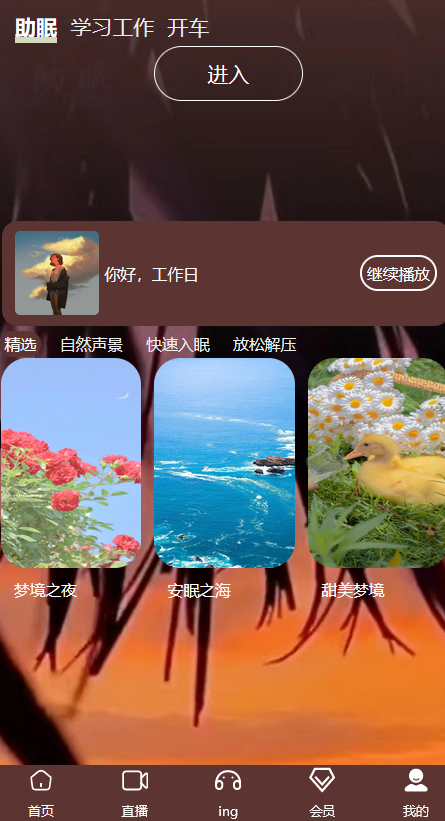 助眠 学习工作 开车
进入
你好，工作日 继续播放
精选 自然声景 快速入眠 放松解压
梦境之夜 安眠之海 甜美梦境
首页 直播 ing 会员 我的